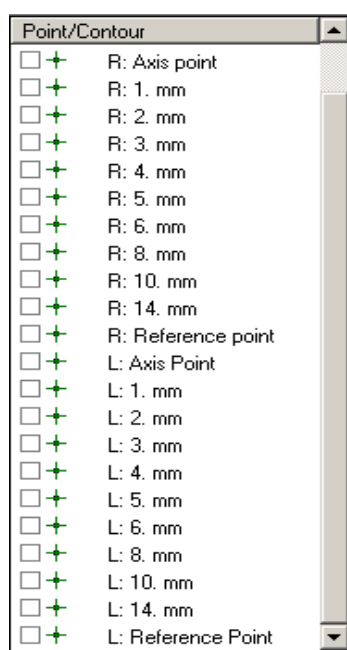 Point/Contour
R: Axis point
R: 1. mm
R: 2. mm
R: 3. mm
R: 4. mm
R: 5. mm
R: 6. mm
R: 8. mm
R: 10. mm
R: 14. mm
R: Reference point
L: Axis Point
L: 1. mm
L: 2. mm
L: 3. mm
L: 4. mm
L: 5. mm
L: 6. mm
L: 8. mm
L: 10. mm
L: 14. mm
L: Reference Point